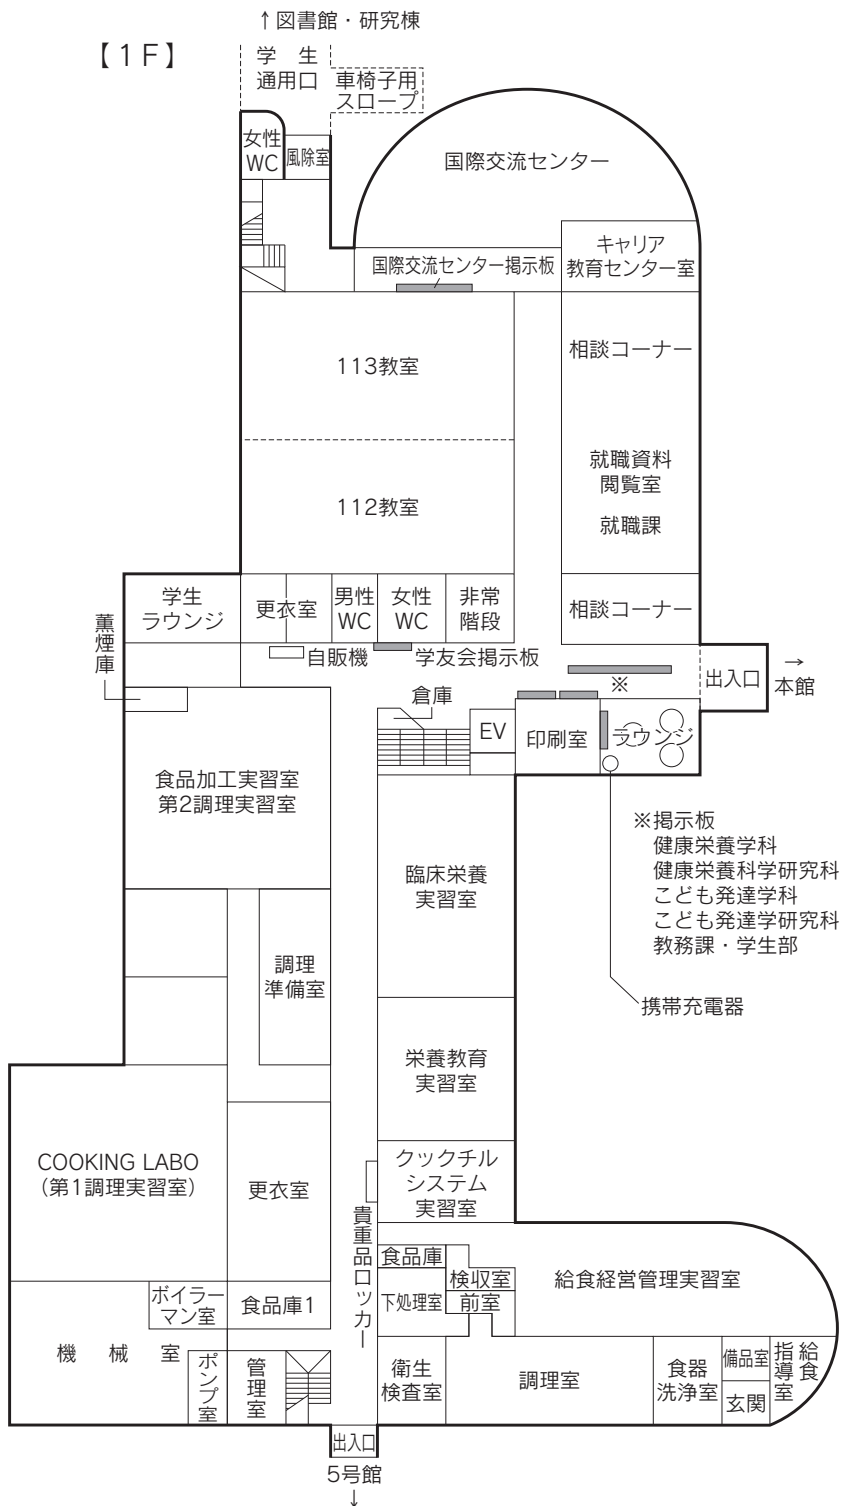 ↑図書館・研究棟
【1F】
学生
通用口
車椅子用
スロープ
女性
WC
風除室
国際交流センター
キャリア
教育センター室
国際交流センター掲示板
113教室
相談コーナー
就職資料
閲覧室
就職課
112教室
学生
ラウンジ
更衣室
男性
WC
女性
WC
非常
階段
相談コーナー
薫煙庫
自販機
学友会掲示板
※
出入口
→
本館
倉庫
EV
印刷室
ラウンジ
食品加工実習室
第2調理実習室
※掲示板
健康栄養学科
健康栄養科学研究科
こども発達学科
こども発達学研究科
教務課・学生部
臨床栄養
実習室
調理
準備室
携帯充電器
栄養教育
実習室
COOKING LABO
(第1調理実習室)
更衣室
クックチル
システム
実習室
貴重品ロッカー
食品庫
検収室
給食経営管理実習室
ボイラー
マン室
食品庫1
下処理室
前室
機械室
ポンプ室
管理室
衛生
検査室
調理室
食器
洗浄室
備品室
玄関
給食
指導室
出入口
5号館
↓